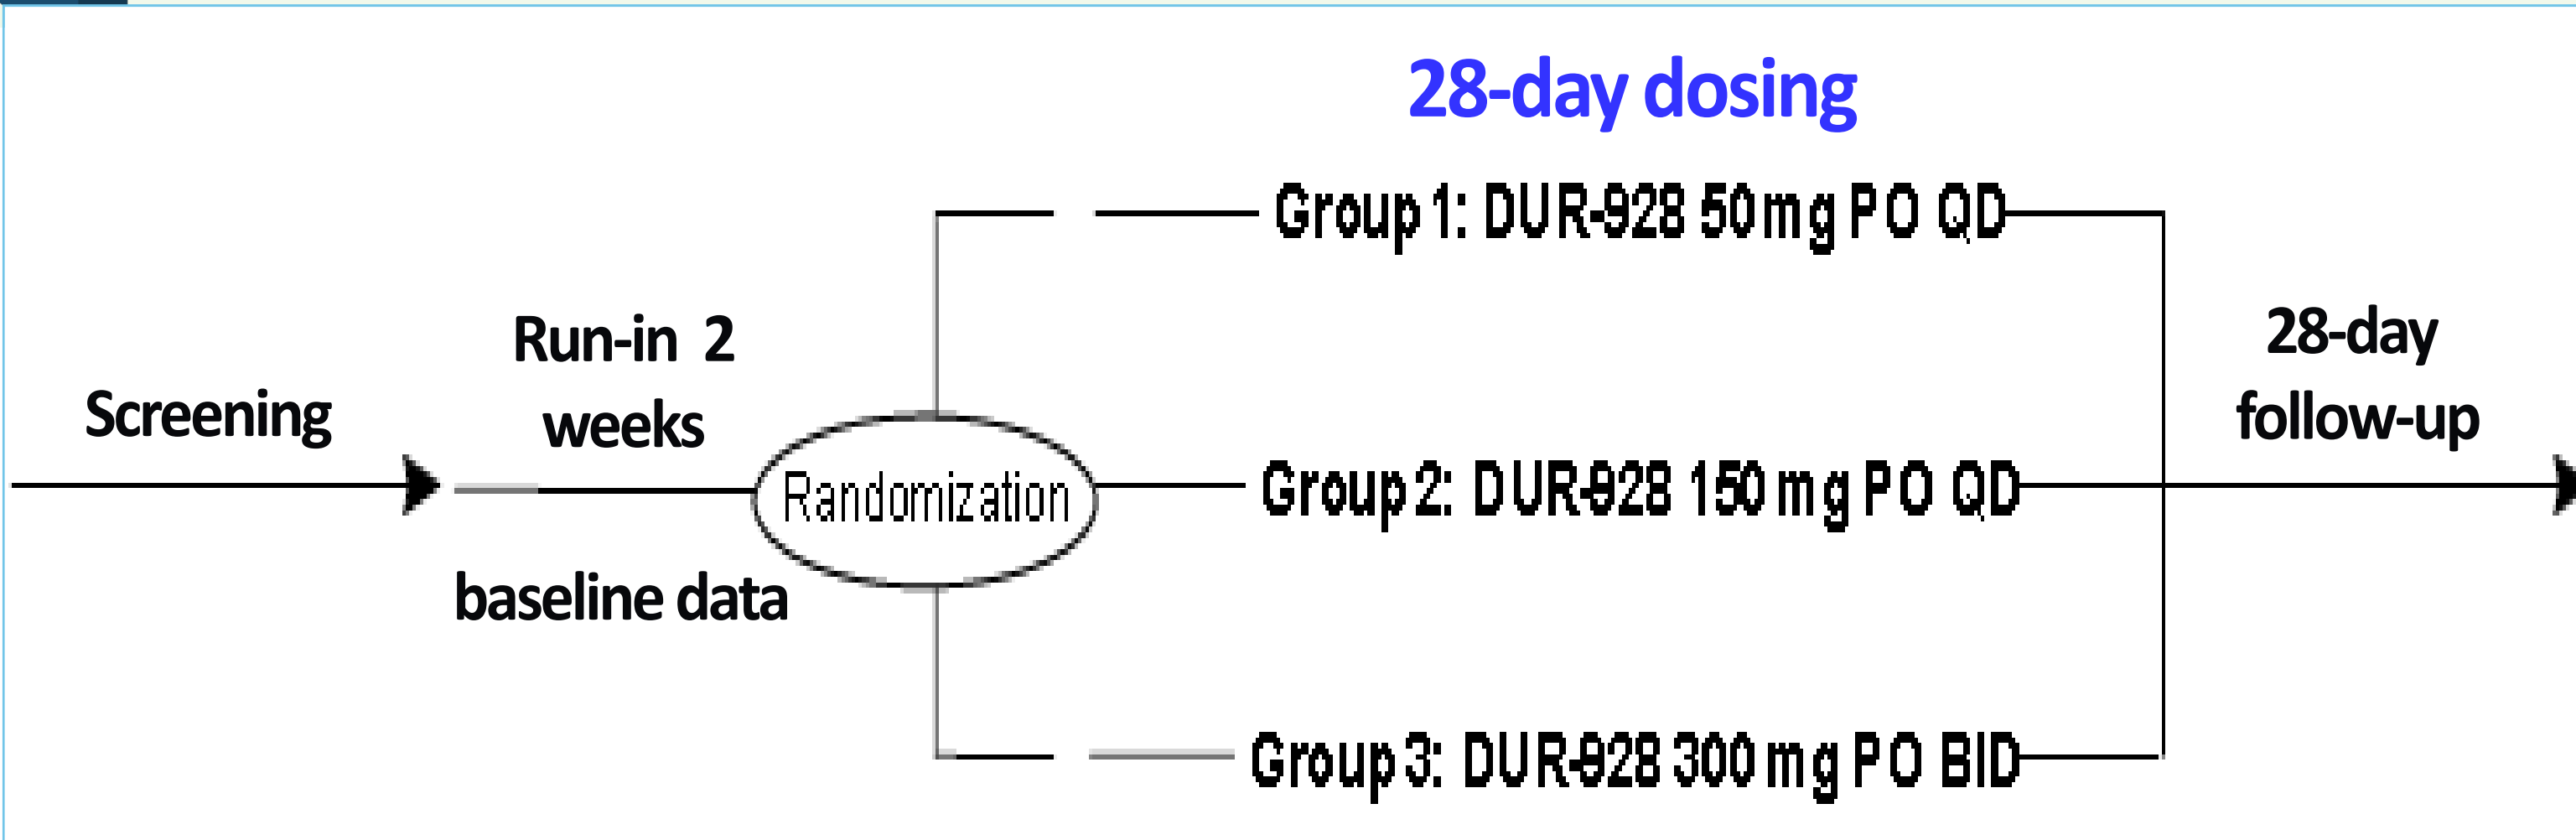 28-day dosing
Group 1: DUR-928 50 mg PO QD
Run-in 2
weeks
Screening
28-day
follow-up
Randomization
Group 2: DUR-928 150 mg PO QD
baseline data
Group 3: DUR-928 300 mg PO BID